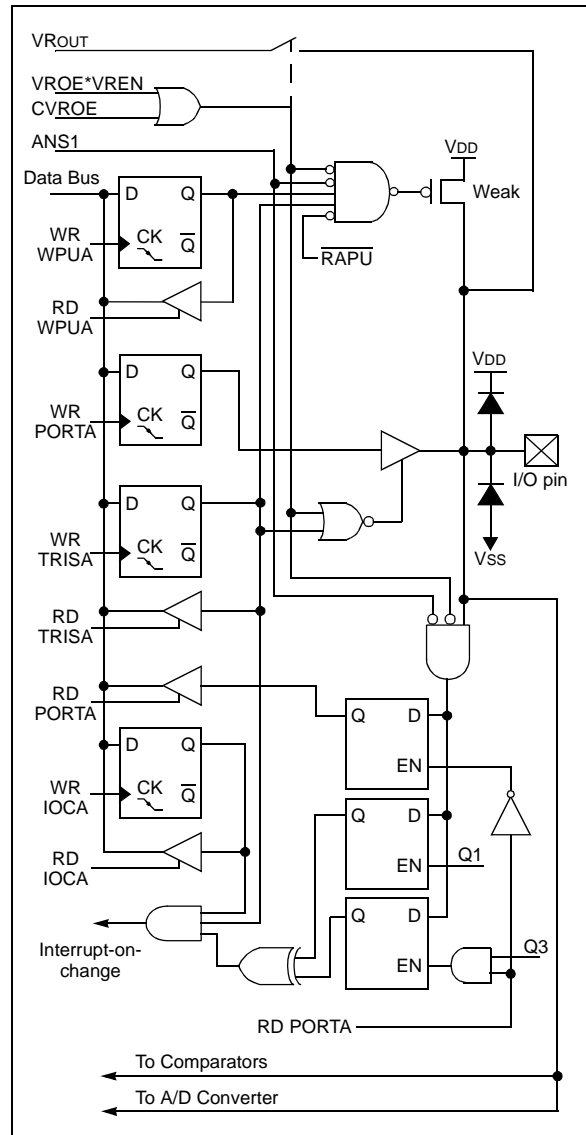 VROUT
VROE*VREN
CVROE
ANS1
VDD
Data Bus
D Q
Weak
WR
WPUA
CK Q
RAPU
RD
WPUA
VDD
D Q
WR
PORTA
CK Q
I/O pin
D Q
VSS
WR
TRISA
CK Q
RD
TRISA
RD
PORTA
Q D
D Q
EN
WR
IOCA
CK Q
Q D
RD
IOCA
EN Q1
Q D
Interrupt-on-
change
EN Q3
RD PORTA
To Comparators
To A/D Converter